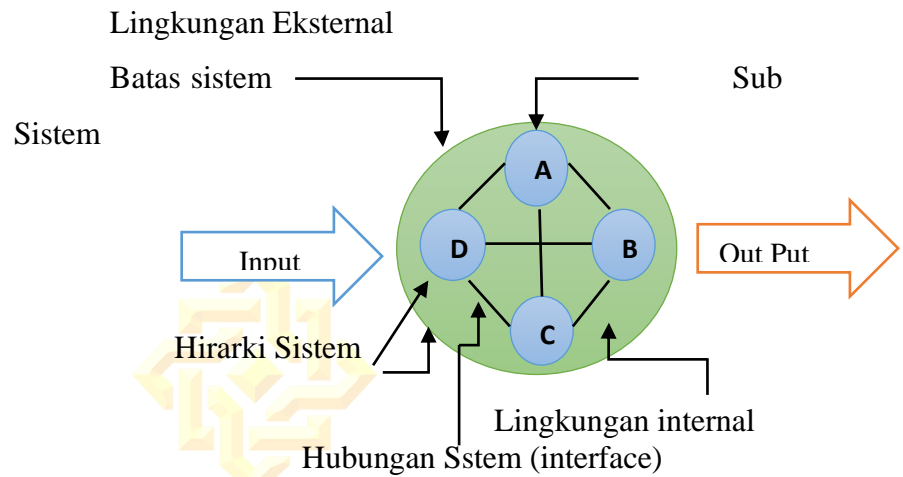 Lingkungan Eksternal
Batas sistem Sub
Sistem
A
Input D B Out Put
C
Hirarki Sistem
Lingkungan internal
Hubungan Sstem (interface)